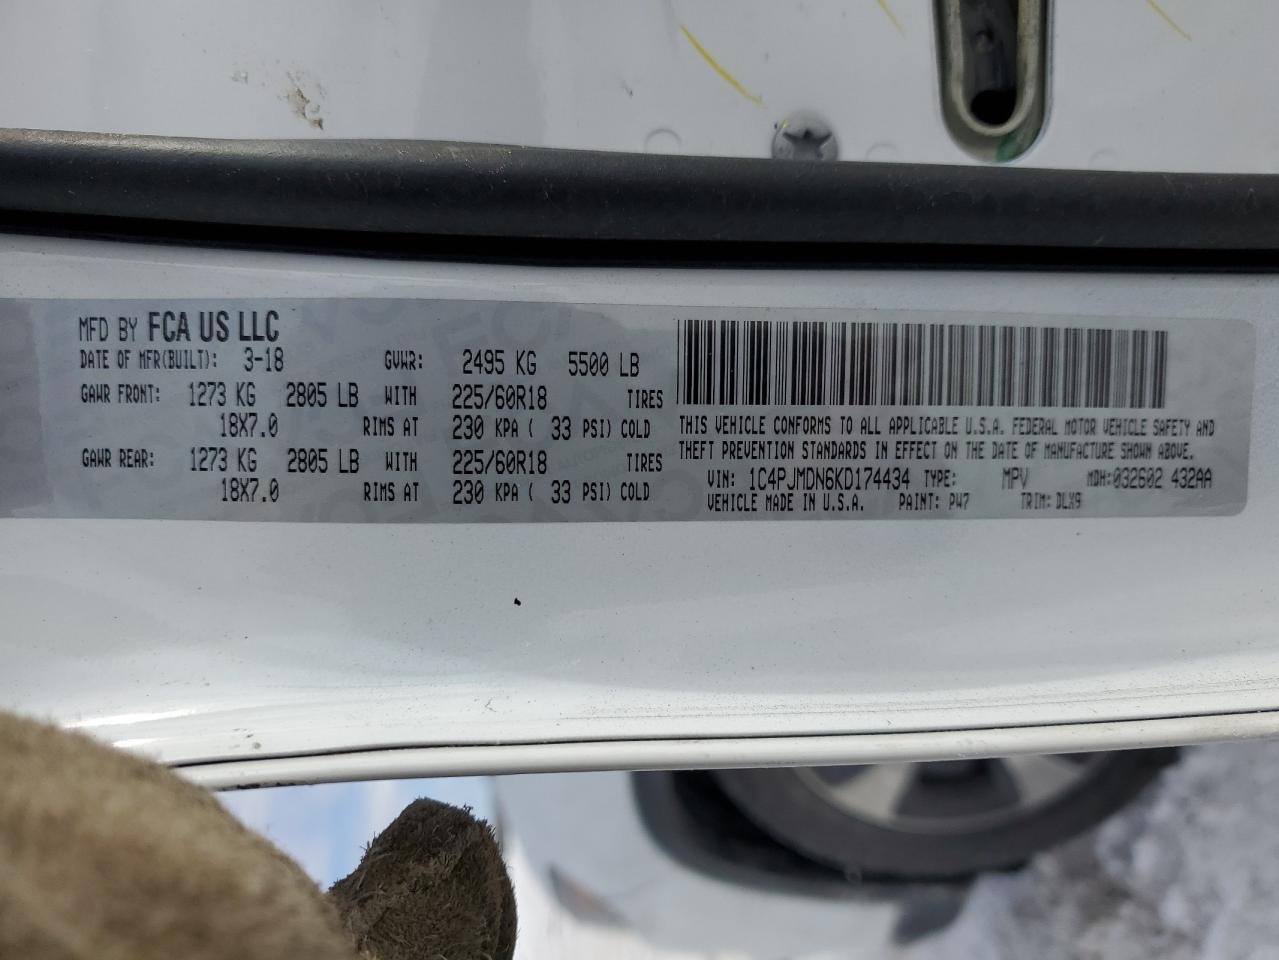 MFD BY FCA US LLC
DATE OF MFR(BUILT): 3-18 GVWR: 2495 KG 5500 LB
GAWR FRONT: 1273 KG 2805 LB WITH 225/60R18 TIRES
18X7.0 RIMS AT 230 KPA ( 33 PSI) COLD
GAWR REAR: 1273 KG 2805 LB WITH 225/60R18 TIRES
18X7.0 RIMS AT 230 KPA ( 33 PSI) COLD
THIS VEHICLE CONFORMS TO ALL APPLICABLE U.S.A. FEDERAL MOTOR VEHICLE SAFETY AND
THEFT PREVENTION STANDARDS IN EFFECT ON THE DATE OF MANUFACTURE SHOWN ABOVE.
VIN: 1C4PJMDN6KD174434 TYPE: MPV MDH:032602 432AA
VEHICLE MADE IN U.S.A. PAINT: PW7 TRIM: DLX9